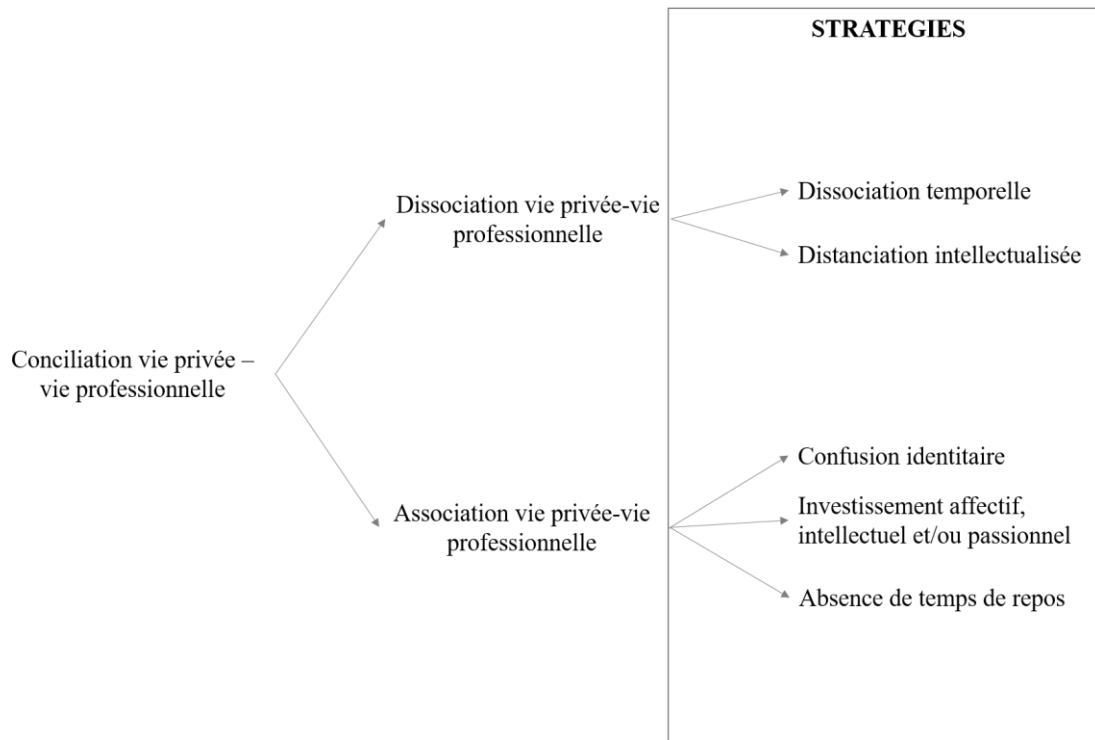 STRATEGIES
Conciliation vie privée –
vie professionnelle
Dissociation vie privée-vie
professionnelle
Dissociation temporelle
Distanciation intellectualisée
Association vie privée-vie
professionnelle
Confusion identitaire
Investissement affectif,
intellectuel et/ou passionnel
Absence de temps de repos